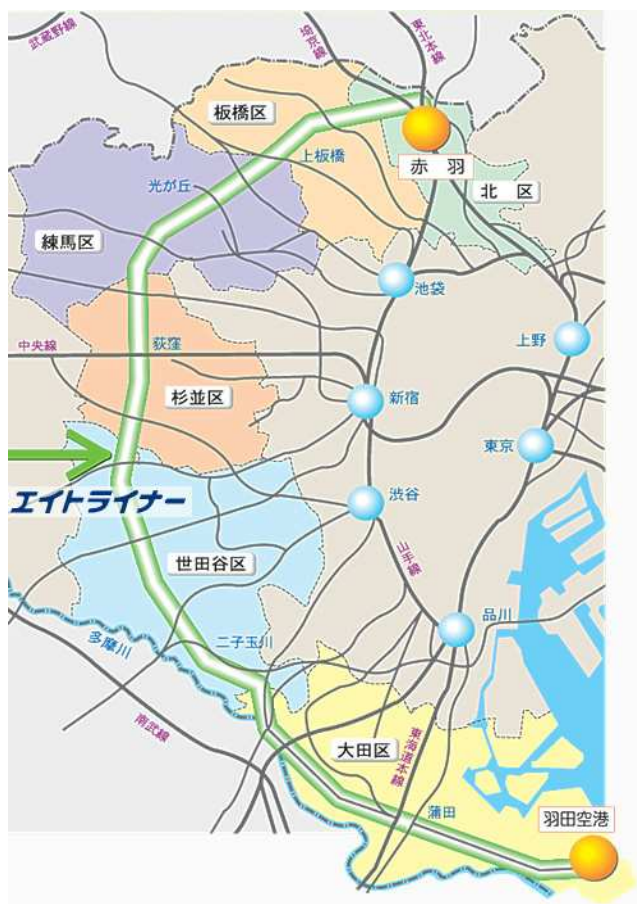 武蔵野線
埼京線
東北本線
板橋区
上板橋
赤羽
北区
光が丘
練馬区
池袋
上野
中央線
荻窪
杉並区
新宿
東京
エイトライナー
渋谷
世田谷区
山手線
品川
多摩川
二子玉川
南武線
大田区
東海道本線
蒲田
羽田空港